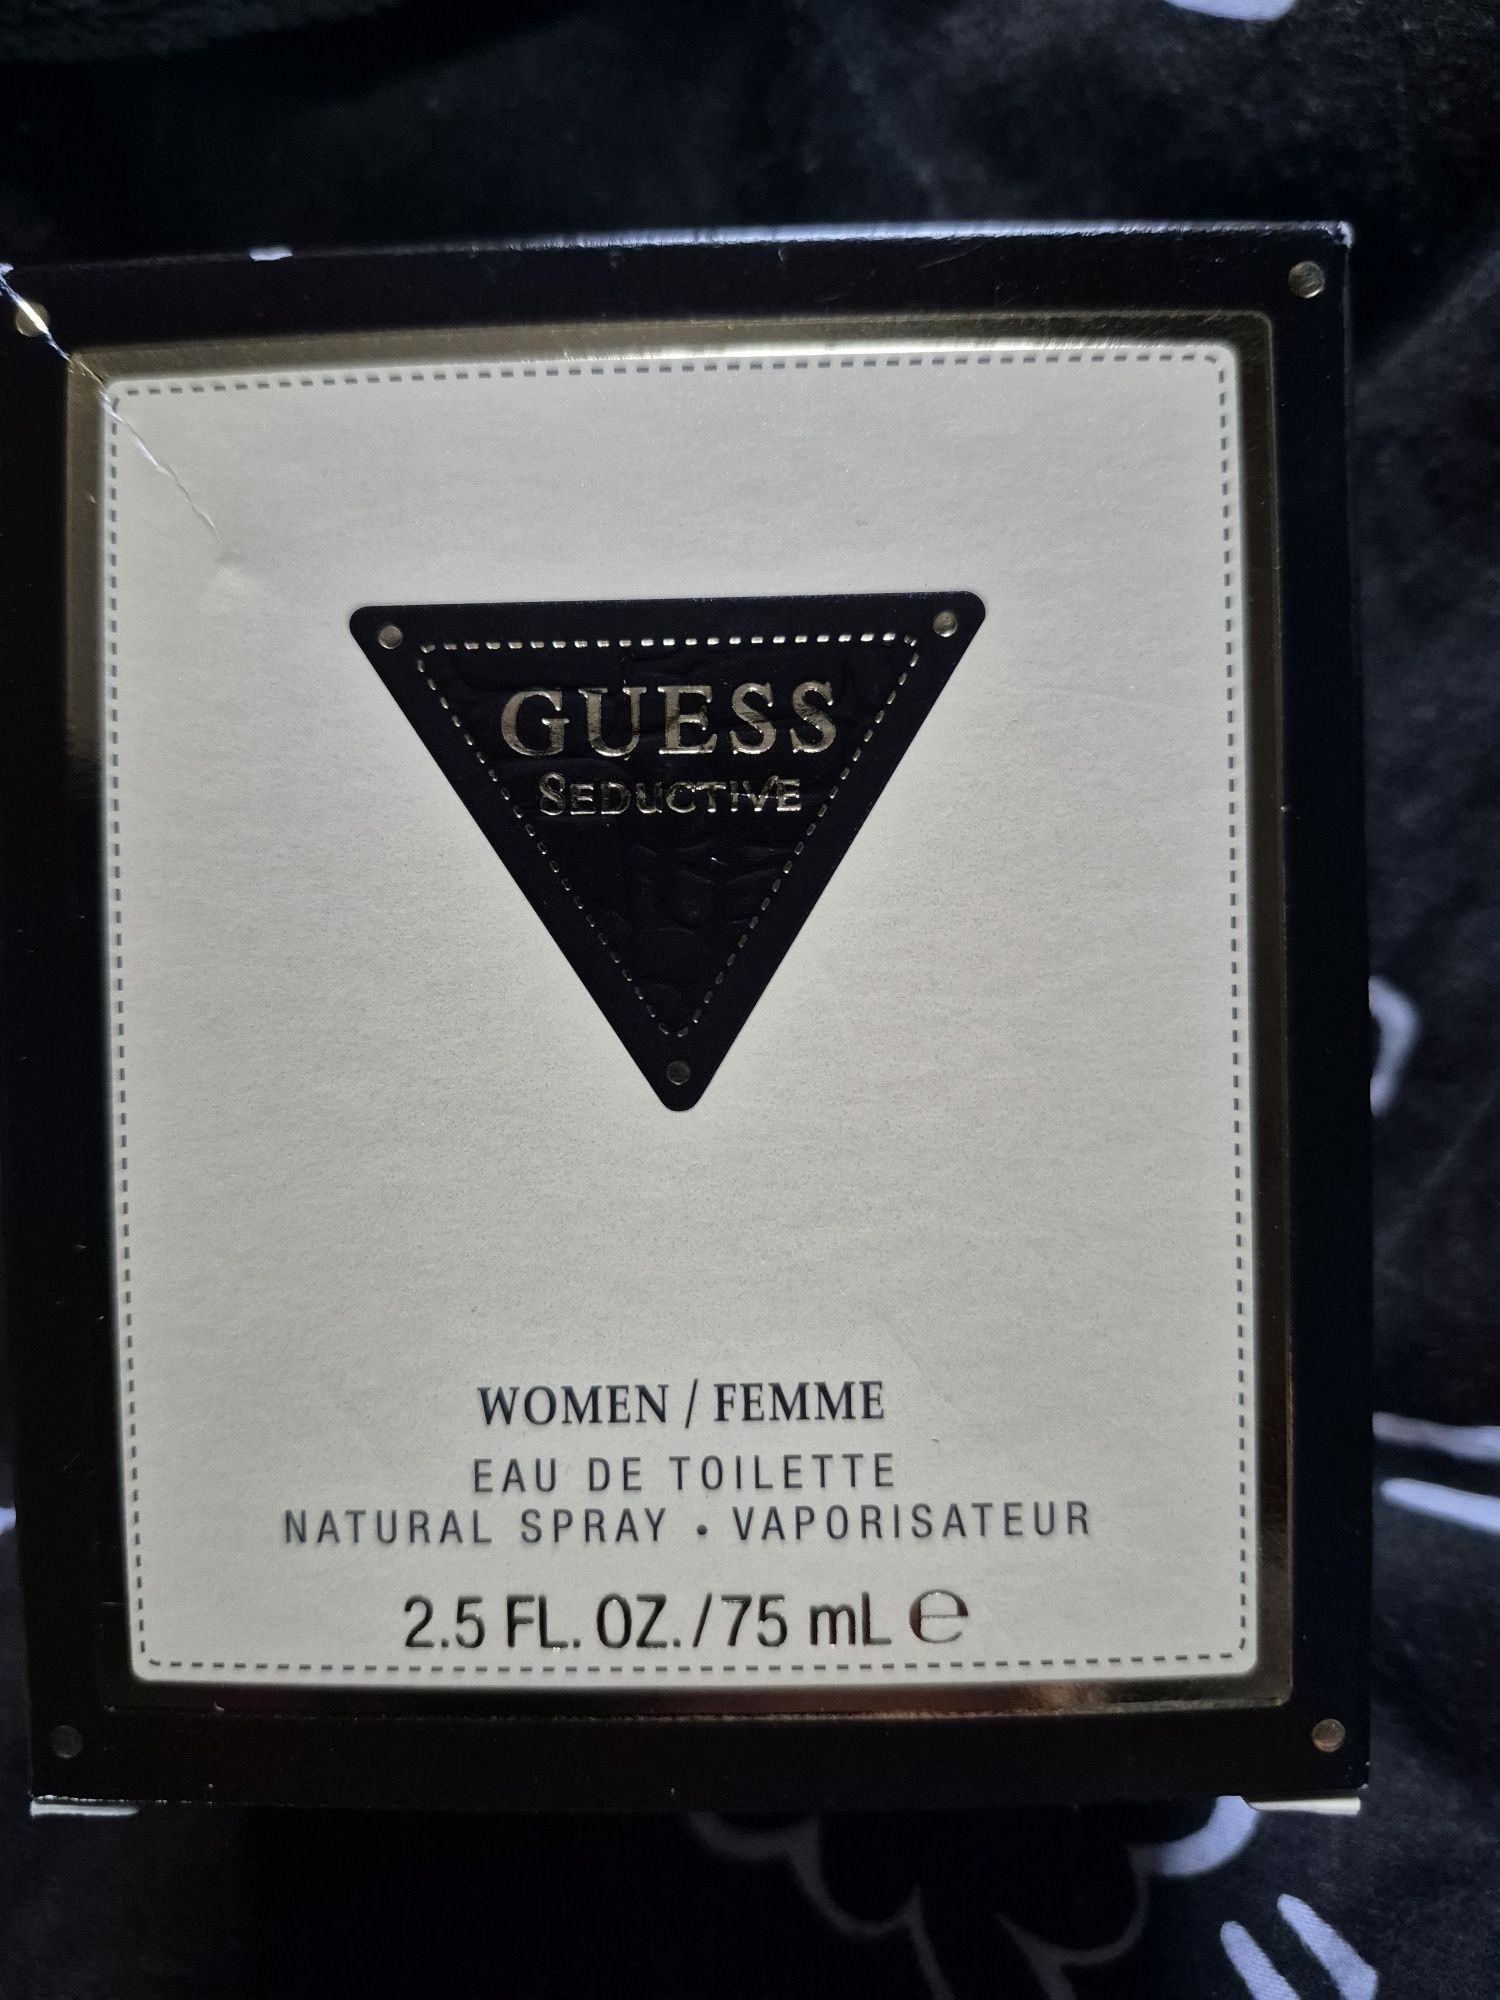 GUESS
SEDUCTIVE
WOMEN / FEMME
EAU DE TOILETTE
NATURAL SPRAY • VAPORISATEUR
2.5 FL. OZ./75 mL ℮